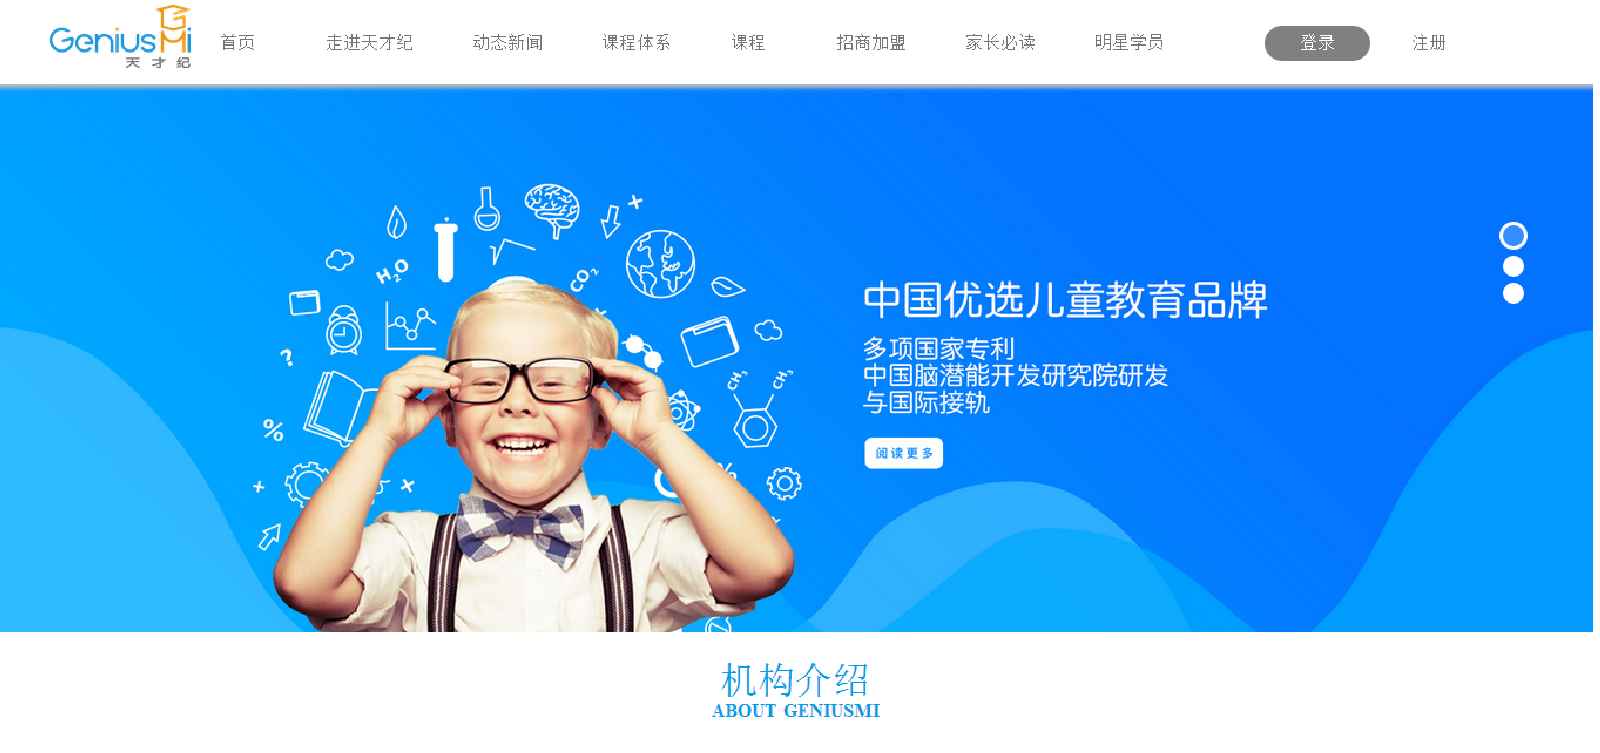 GeniusMi
天才纪
首页 走进天才纪 动态新闻 课程体系 课程 招商加盟 家长必读 明星学员 登录 注册
H₂O
CO₂
?
%
CH₃ CH₃
中国优选儿童教育品牌
多项国家专利
中国脑潜能开发研究院研发
与国际接轨
阅读更多
机构介绍
ABOUT GENIUSMI